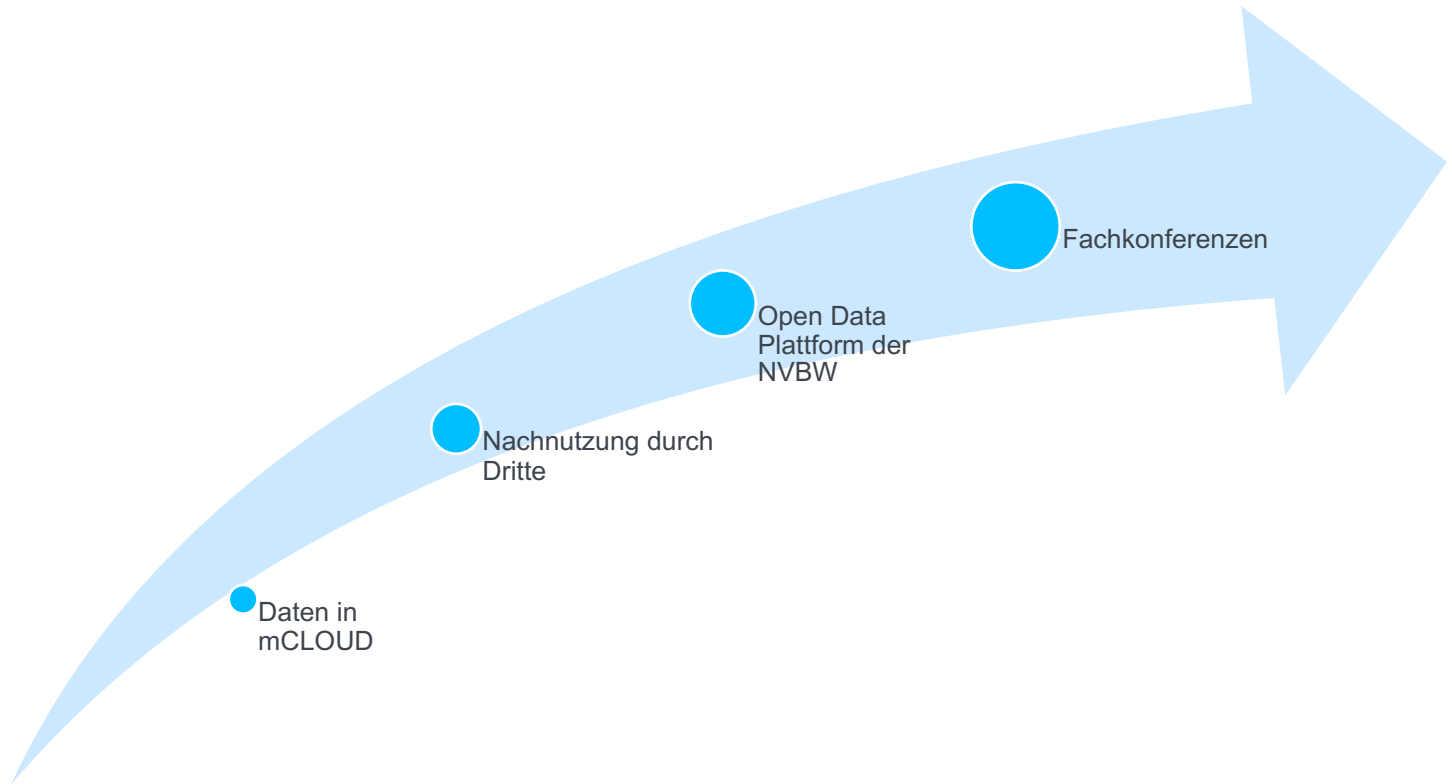 Fachkonferenzen
Open Data
Plattform der
NVBW
Nachnutzung durch
Dritte
Daten in
mCLOUD